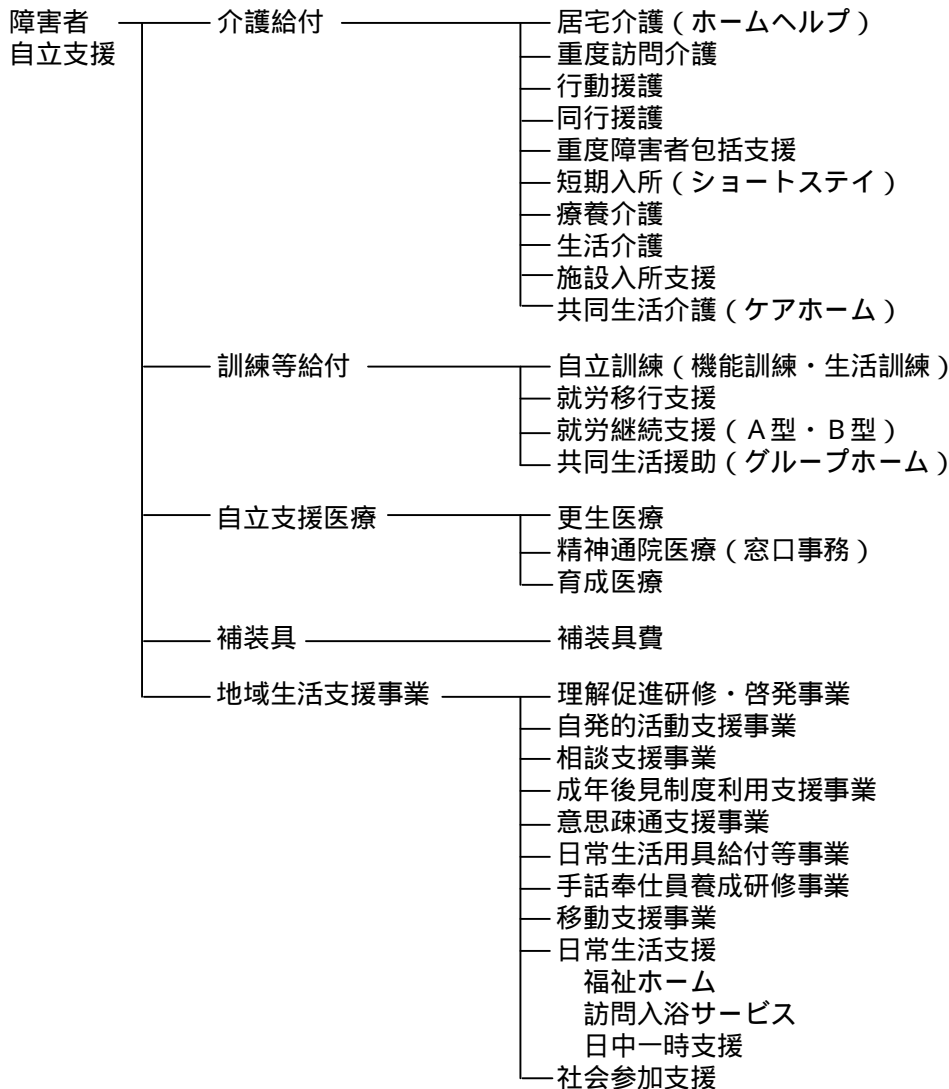 障害者
自立支援
介護給付
居宅介護(ホームヘルプ)
重度訪問介護
行動援護
同行援護
重度障害者包括支援
短期入所(ショートステイ)
療養介護
生活介護
施設入所支援
共同生活介護(ケアホーム)
訓練等給付
自立訓練(機能訓練・生活訓練)
就労移行支援
就労継続支援(A型・B型)
共同生活援助(グループホーム)
自立支援医療
更生医療
精神通院医療(窓口事務)
育成医療
補装具
補装具費
地域生活支援事業
理解促進研修・啓発事業
自発的活動支援事業
相談支援事業
成年後見制度利用支援事業
意思疎通支援事業
日常生活用具給付等事業
手話奉仕員養成研修事業
移動支援事業
日常生活支援
福祉ホーム
訪問入浴サービス
日中一時支援
社会参加支援